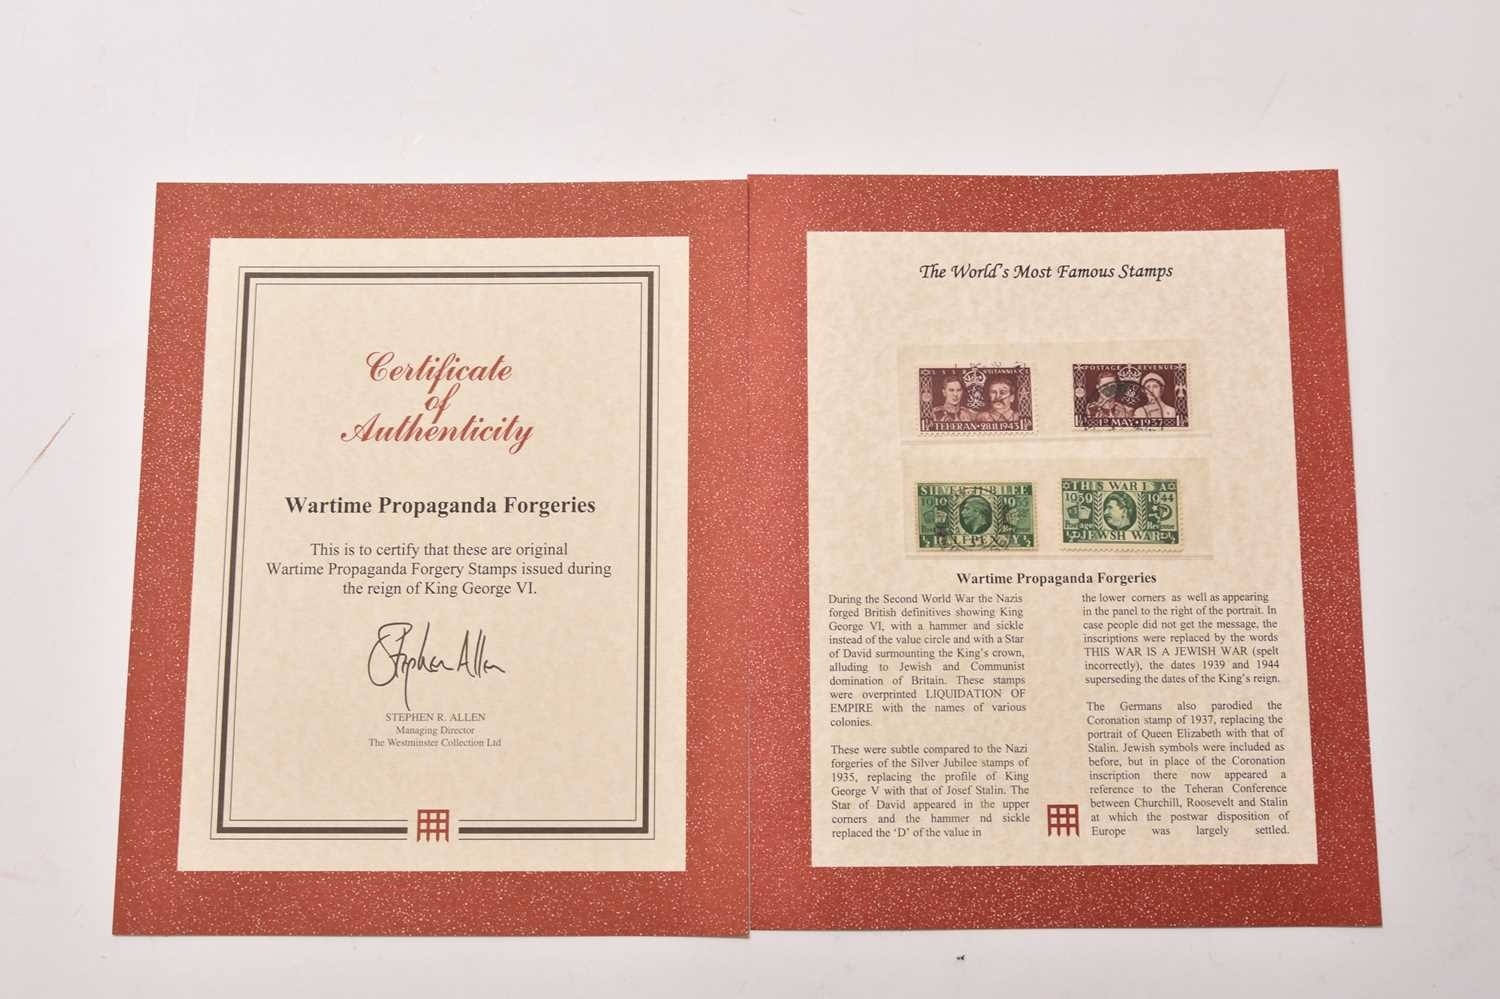 Certificate
of
Authenticity
Wartime Propaganda Forgeries
This is to certify that these are original
Wartime Propaganda Forgery Stamps issued during
the reign of King George VI.
Stephen Allen
STEPHEN R. ALLEN
Managing Director
The Westminster Collection Ltd
The World's Most Famous Stamps
TEHERAN · 28.11.1943
POSTAGE REVENUE
12 MAY · 1937
SILVER JUBILEE
1910 1935
HALFPENNY
THIS WAR IS A
1939 1944
Postage Revenue
JEWSH WAR
Wartime Propaganda Forgeries
During the Second World War the Nazis
forged British definitives showing King
George VI, with a hammer and sickle
instead of the value circle and with a Star
of David surmounting the King's crown,
alluding to Jewish and Communist
domination of Britain. These stamps
were overprinted LIQUIDATION OF
EMPIRE with the names of various
colonies.
These were subtle compared to the Nazi
forgeries of the Silver Jubilee stamps of
1935, replacing the profile of King
George V with that of Josef Stalin. The
Star of David appeared in the upper
corners and the hammer nd sickle
replaced the 'D' of the value in
the lower corners as well as appearing
in the panel to the right of the portrait. In
case people did not get the message, the
inscriptions were replaced by the words
THIS WAR IS A JEWISH WAR (spelt
incorrectly), the dates 1939 and 1944
superseding the dates of the King's reign.
The Germans also parodied the
Coronation stamp of 1937, replacing the
portrait of Queen Elizabeth with that of
Stalin. Jewish symbols were included as
before, but in place of the Coronation
inscription there now appeared a
reference to the Teheran Conference
between Churchill, Roosevelt and Stalin
at which the postwar disposition of
Europe was largely settled.